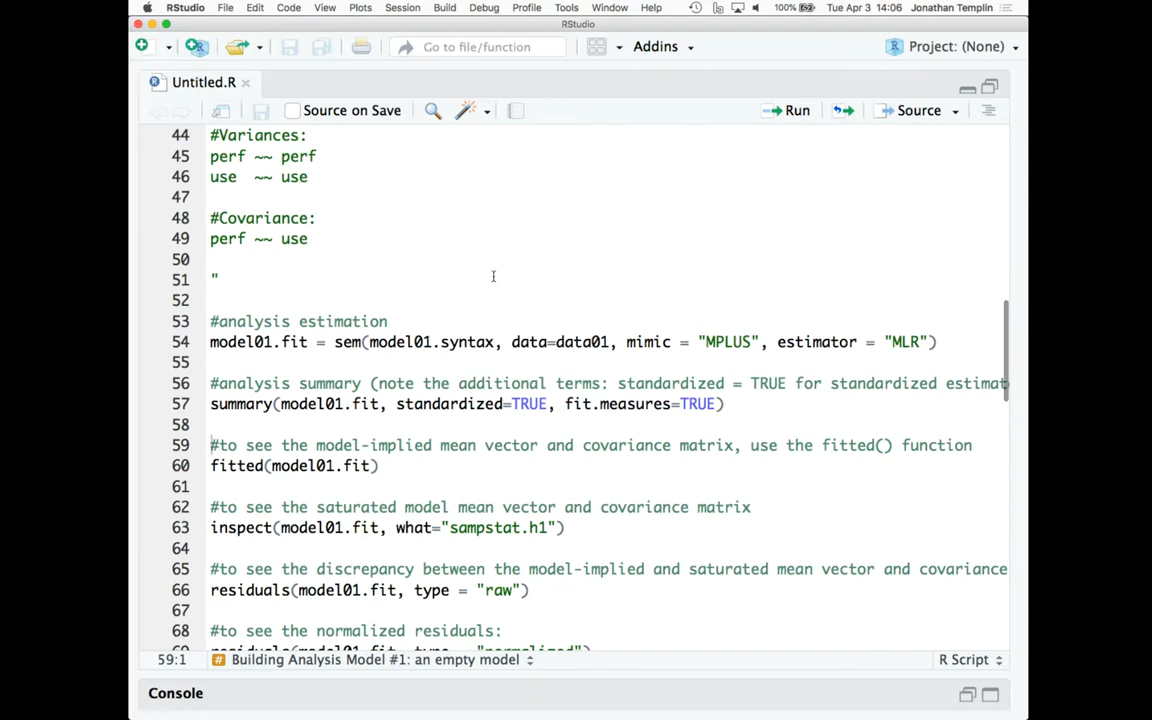 RStudio File Edit Code View Plots Session Build Debug Profile Tools Window Help 100% Tue Apr 3 14:06 Jonathan Templin
RStudio
Go to file/function Addins Project: (None)
Untitled.R
Source on Save Run Source
44 #Variances:
45 perf ~~ perf
46 use  ~~ use
47
48 #Covariance:
49 perf ~~ use
50
51 "
52
53 #analysis estimation
54 model01.fit = sem(model01.syntax, data=data01, mimic = "MPLUS", estimator = "MLR")
55
56 #analysis summary (note the additional terms: standardized = TRUE for standardized estimat
57 summary(model01.fit, standardized=TRUE, fit.measures=TRUE)
58
59 #to see the model-implied mean vector and covariance matrix, use the fitted() function
60 fitted(model01.fit)
61
62 #to see the saturated model mean vector and covariance matrix
63 inspect(model01.fit, what="sampstat.h1")
64
65 #to see the discrepancy between the model-implied and saturated mean vector and covariance
66 residuals(model01.fit, type = "raw")
67
68 #to see the normalized residuals:
69 residuals(model01.fit, type = "normalized")
59:1 # Building Analysis Model #1: an empty model R Script
Console